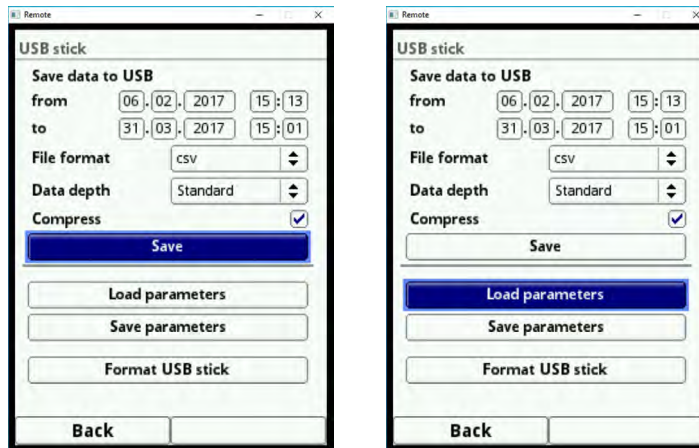 Remote
USB stick
Save data to USB
from 06 . 02 . 2017 15 : 13
to 31 . 03 . 2017 15 : 01
File format csv
Data depth Standard
Compress
Save
Load parameters
Save parameters
Format USB stick
Back
Remote
USB stick
Save data to USB
from 06 . 02 . 2017 15 : 13
to 31 . 03 . 2017 15 : 01
File format csv
Data depth Standard
Compress
Save
Load parameters
Save parameters
Format USB stick
Back